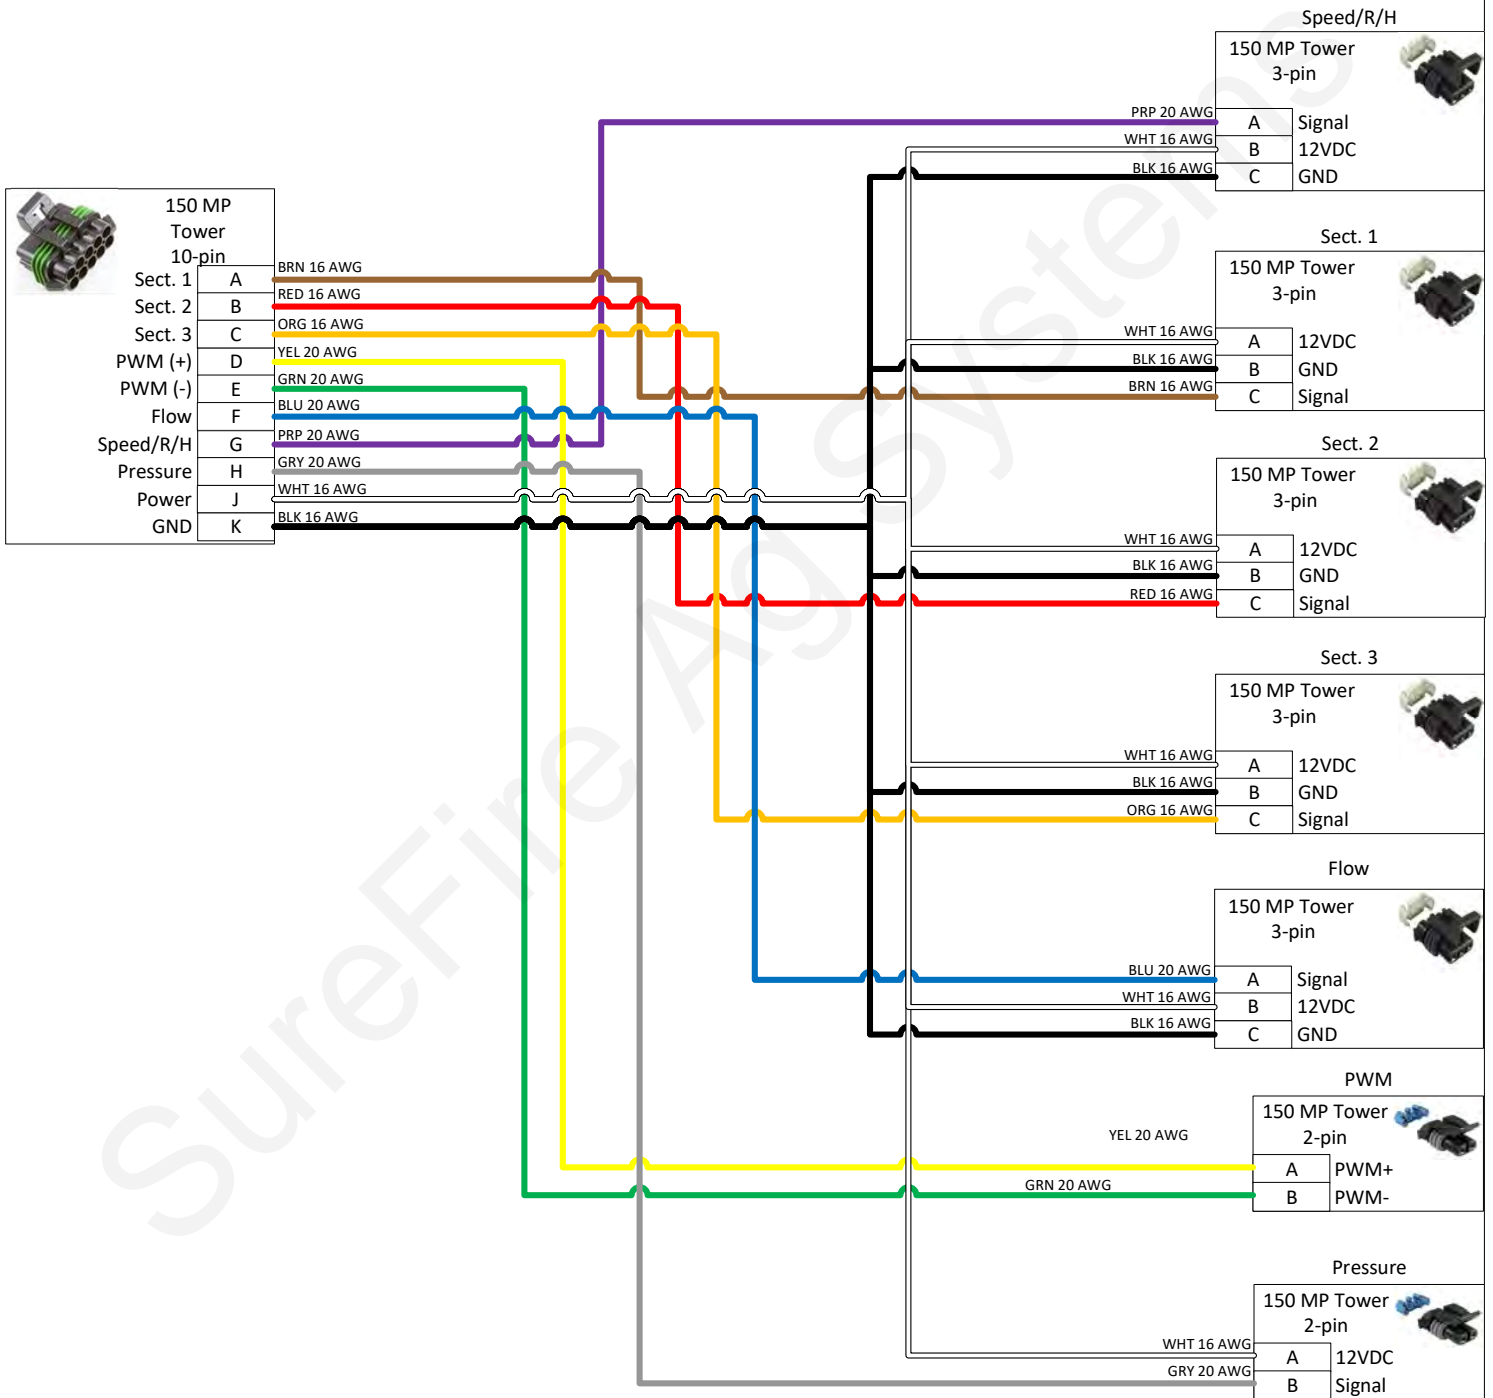 Speed/R/H
150 MP Tower
3-pin
PRP 20 AWG
A Signal
WHT 16 AWG
B 12VDC
BLK 16 AWG
C GND
150 MP
Tower
10-pin
Sect. 1 A BRN 16 AWG
Sect. 2 B RED 16 AWG
Sect. 3 C ORG 16 AWG
PWM (+) D YEL 20 AWG
PWM (-) E GRN 20 AWG
Flow F BLU 20 AWG
Speed/R/H G PRP 20 AWG
Pressure H GRY 20 AWG
Power J WHT 16 AWG
GND K BLK 16 AWG
Sect. 1
150 MP Tower
3-pin
WHT 16 AWG
A 12VDC
BLK 16 AWG
B GND
BRN 16 AWG
C Signal
Sect. 2
150 MP Tower
3-pin
WHT 16 AWG
A 12VDC
BLK 16 AWG
B GND
RED 16 AWG
C Signal
Sect. 3
150 MP Tower
3-pin
WHT 16 AWG
A 12VDC
BLK 16 AWG
B GND
ORG 16 AWG
C Signal
Flow
150 MP Tower
3-pin
BLU 20 AWG
A Signal
WHT 16 AWG
B 12VDC
BLK 16 AWG
C GND
PWM
150 MP Tower
2-pin
YEL 20 AWG
A PWM+
GRN 20 AWG
B PWM-
Pressure
150 MP Tower
2-pin
WHT 16 AWG
A 12VDC
GRY 20 AWG
B Signal
SureFire Ag Systems